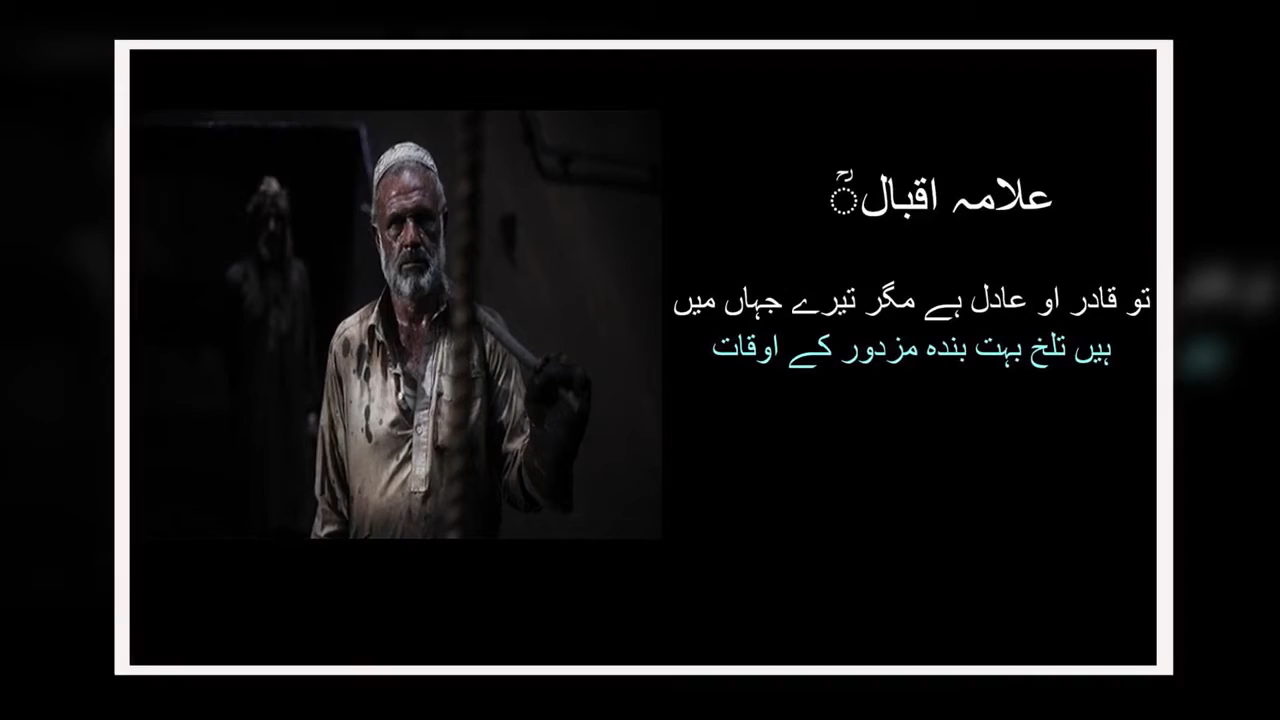 علامہ اقبالؒ
تو قادر او عادل ہے مگر تیرے جہاں میں
ہیں تلخ بہت بندہ مزدور کے اوقات